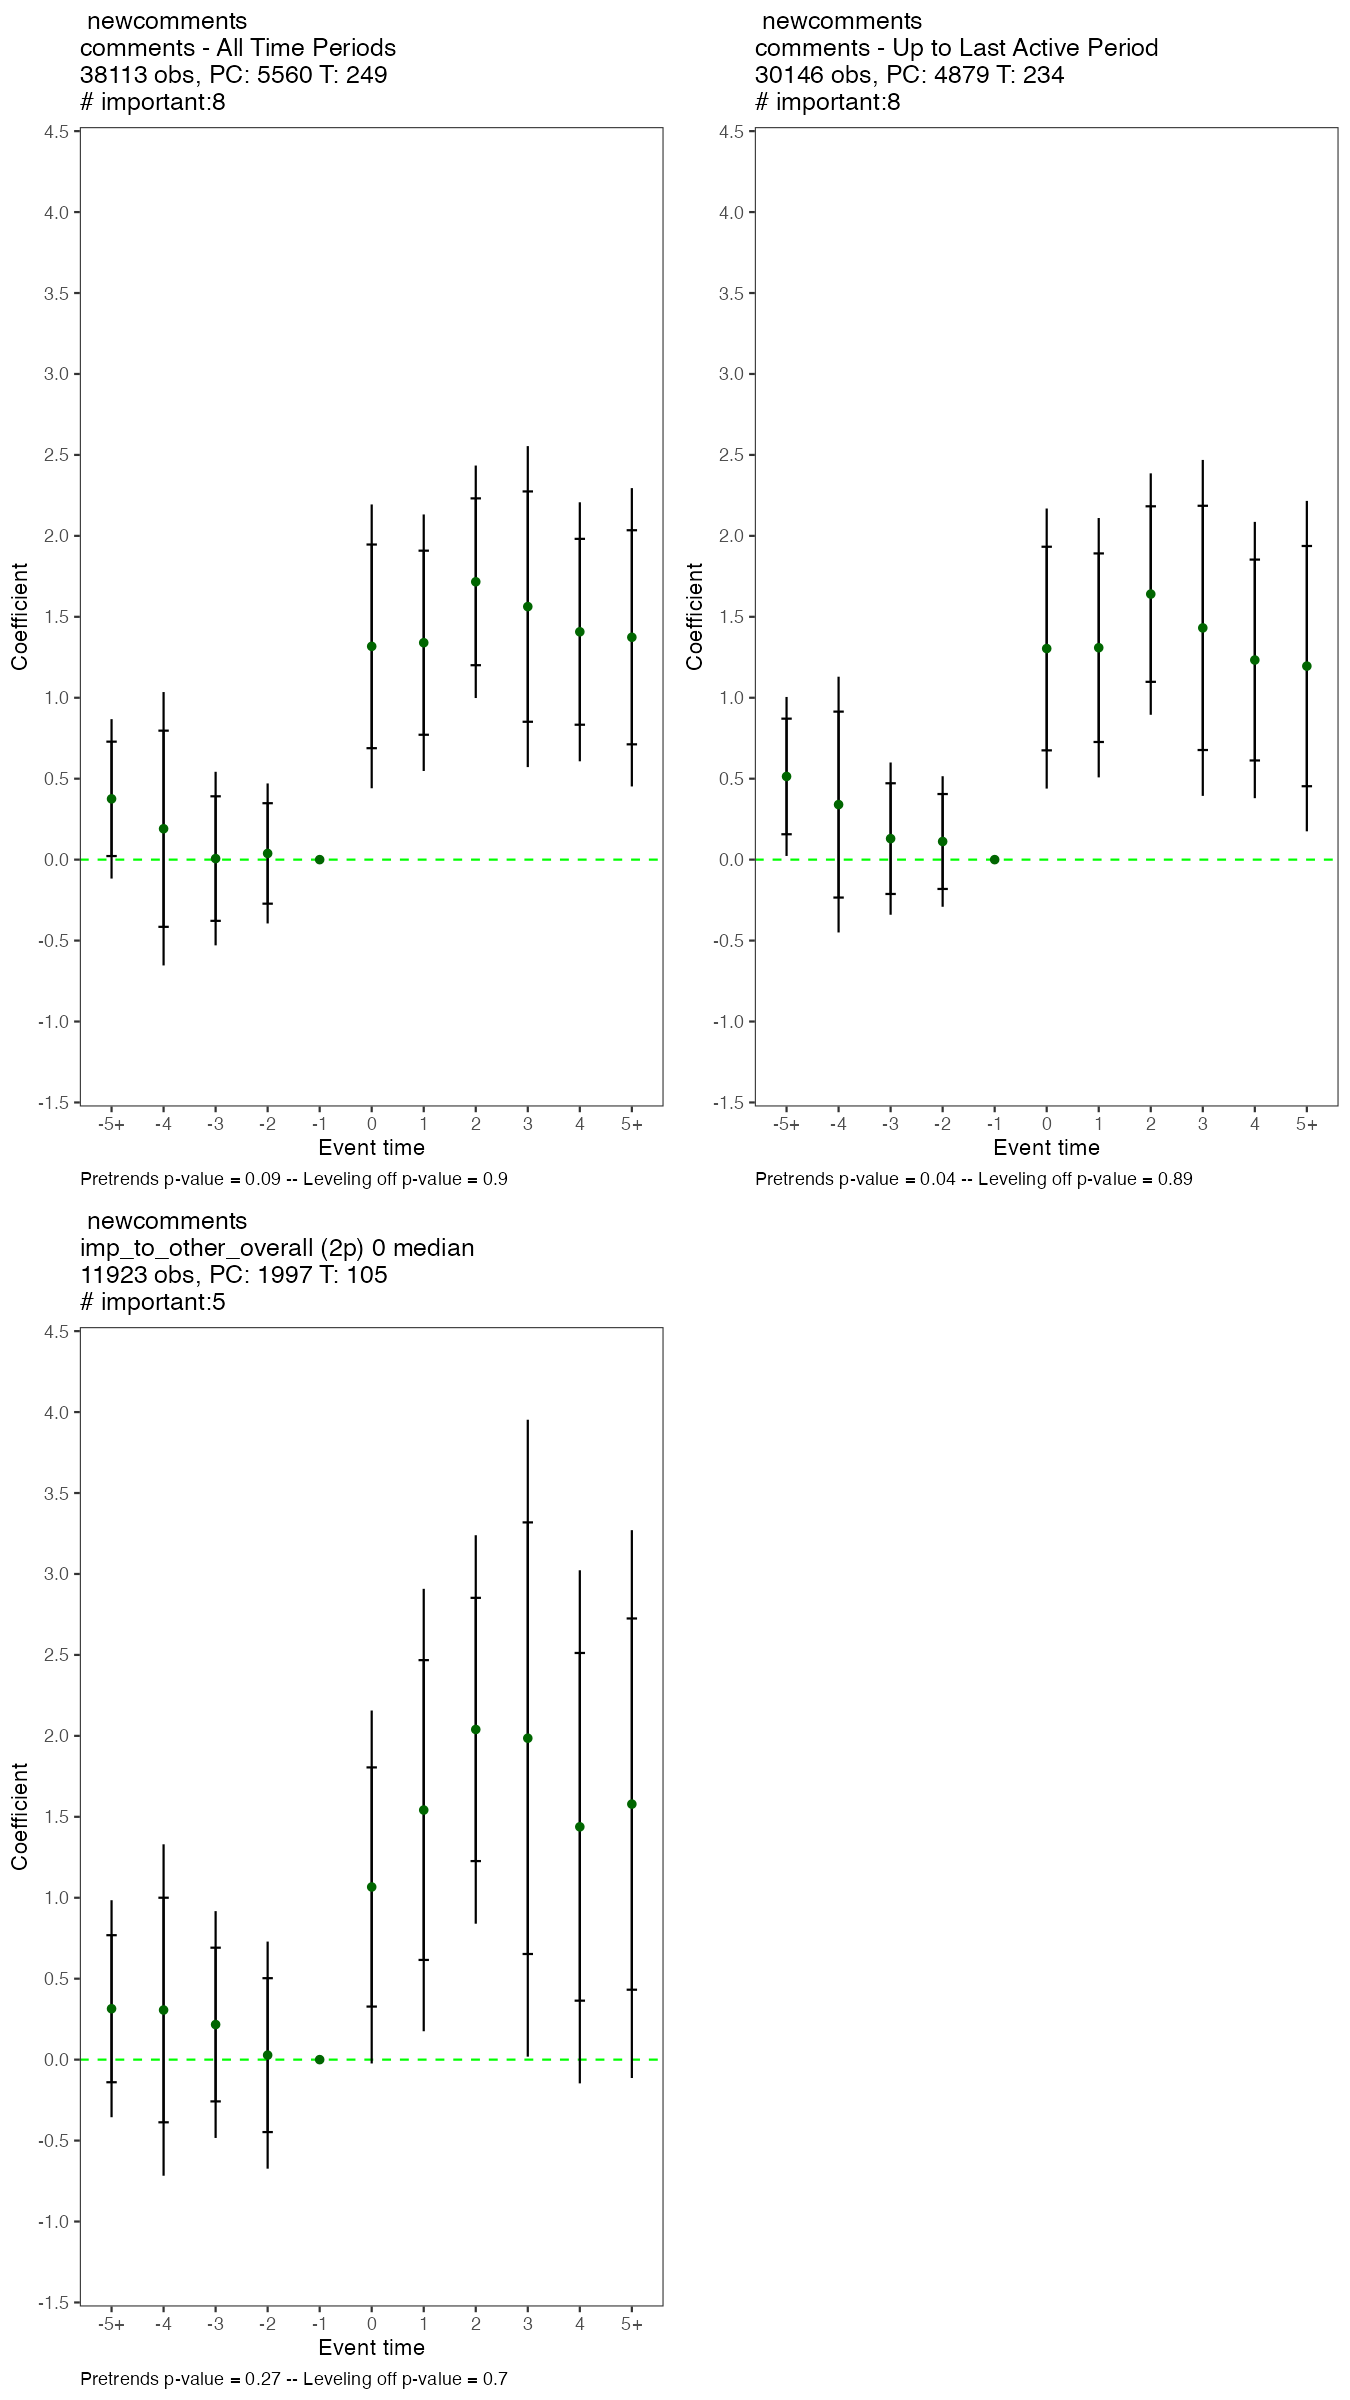 newcomments
comments - All Time Periods
38113 obs, PC: 5560 T: 249
# important:8
4.5
4.0
3.5
3.0
2.5
2.0
1.5
1.0
0.5
0.0
-0.5
-1.0
-1.5
Coefficient
-5+ -4 -3 -2 -1 0 1 2 3 4 5+
Event time
Pretrends p-value = 0.09 -- Leveling off p-value = 0.9
newcomments
comments - Up to Last Active Period
30146 obs, PC: 4879 T: 234
# important:8
4.5
4.0
3.5
3.0
2.5
2.0
1.5
1.0
0.5
0.0
-0.5
-1.0
-1.5
Coefficient
-5+ -4 -3 -2 -1 0 1 2 3 4 5+
Event time
Pretrends p-value = 0.04 -- Leveling off p-value = 0.89
newcomments
imp_to_other_overall (2p) 0 median
11923 obs, PC: 1997 T: 105
# important:5
4.5
4.0
3.5
3.0
2.5
2.0
1.5
1.0
0.5
0.0
-0.5
-1.0
-1.5
Coefficient
-5+ -4 -3 -2 -1 0 1 2 3 4 5+
Event time
Pretrends p-value = 0.27 -- Leveling off p-value = 0.7